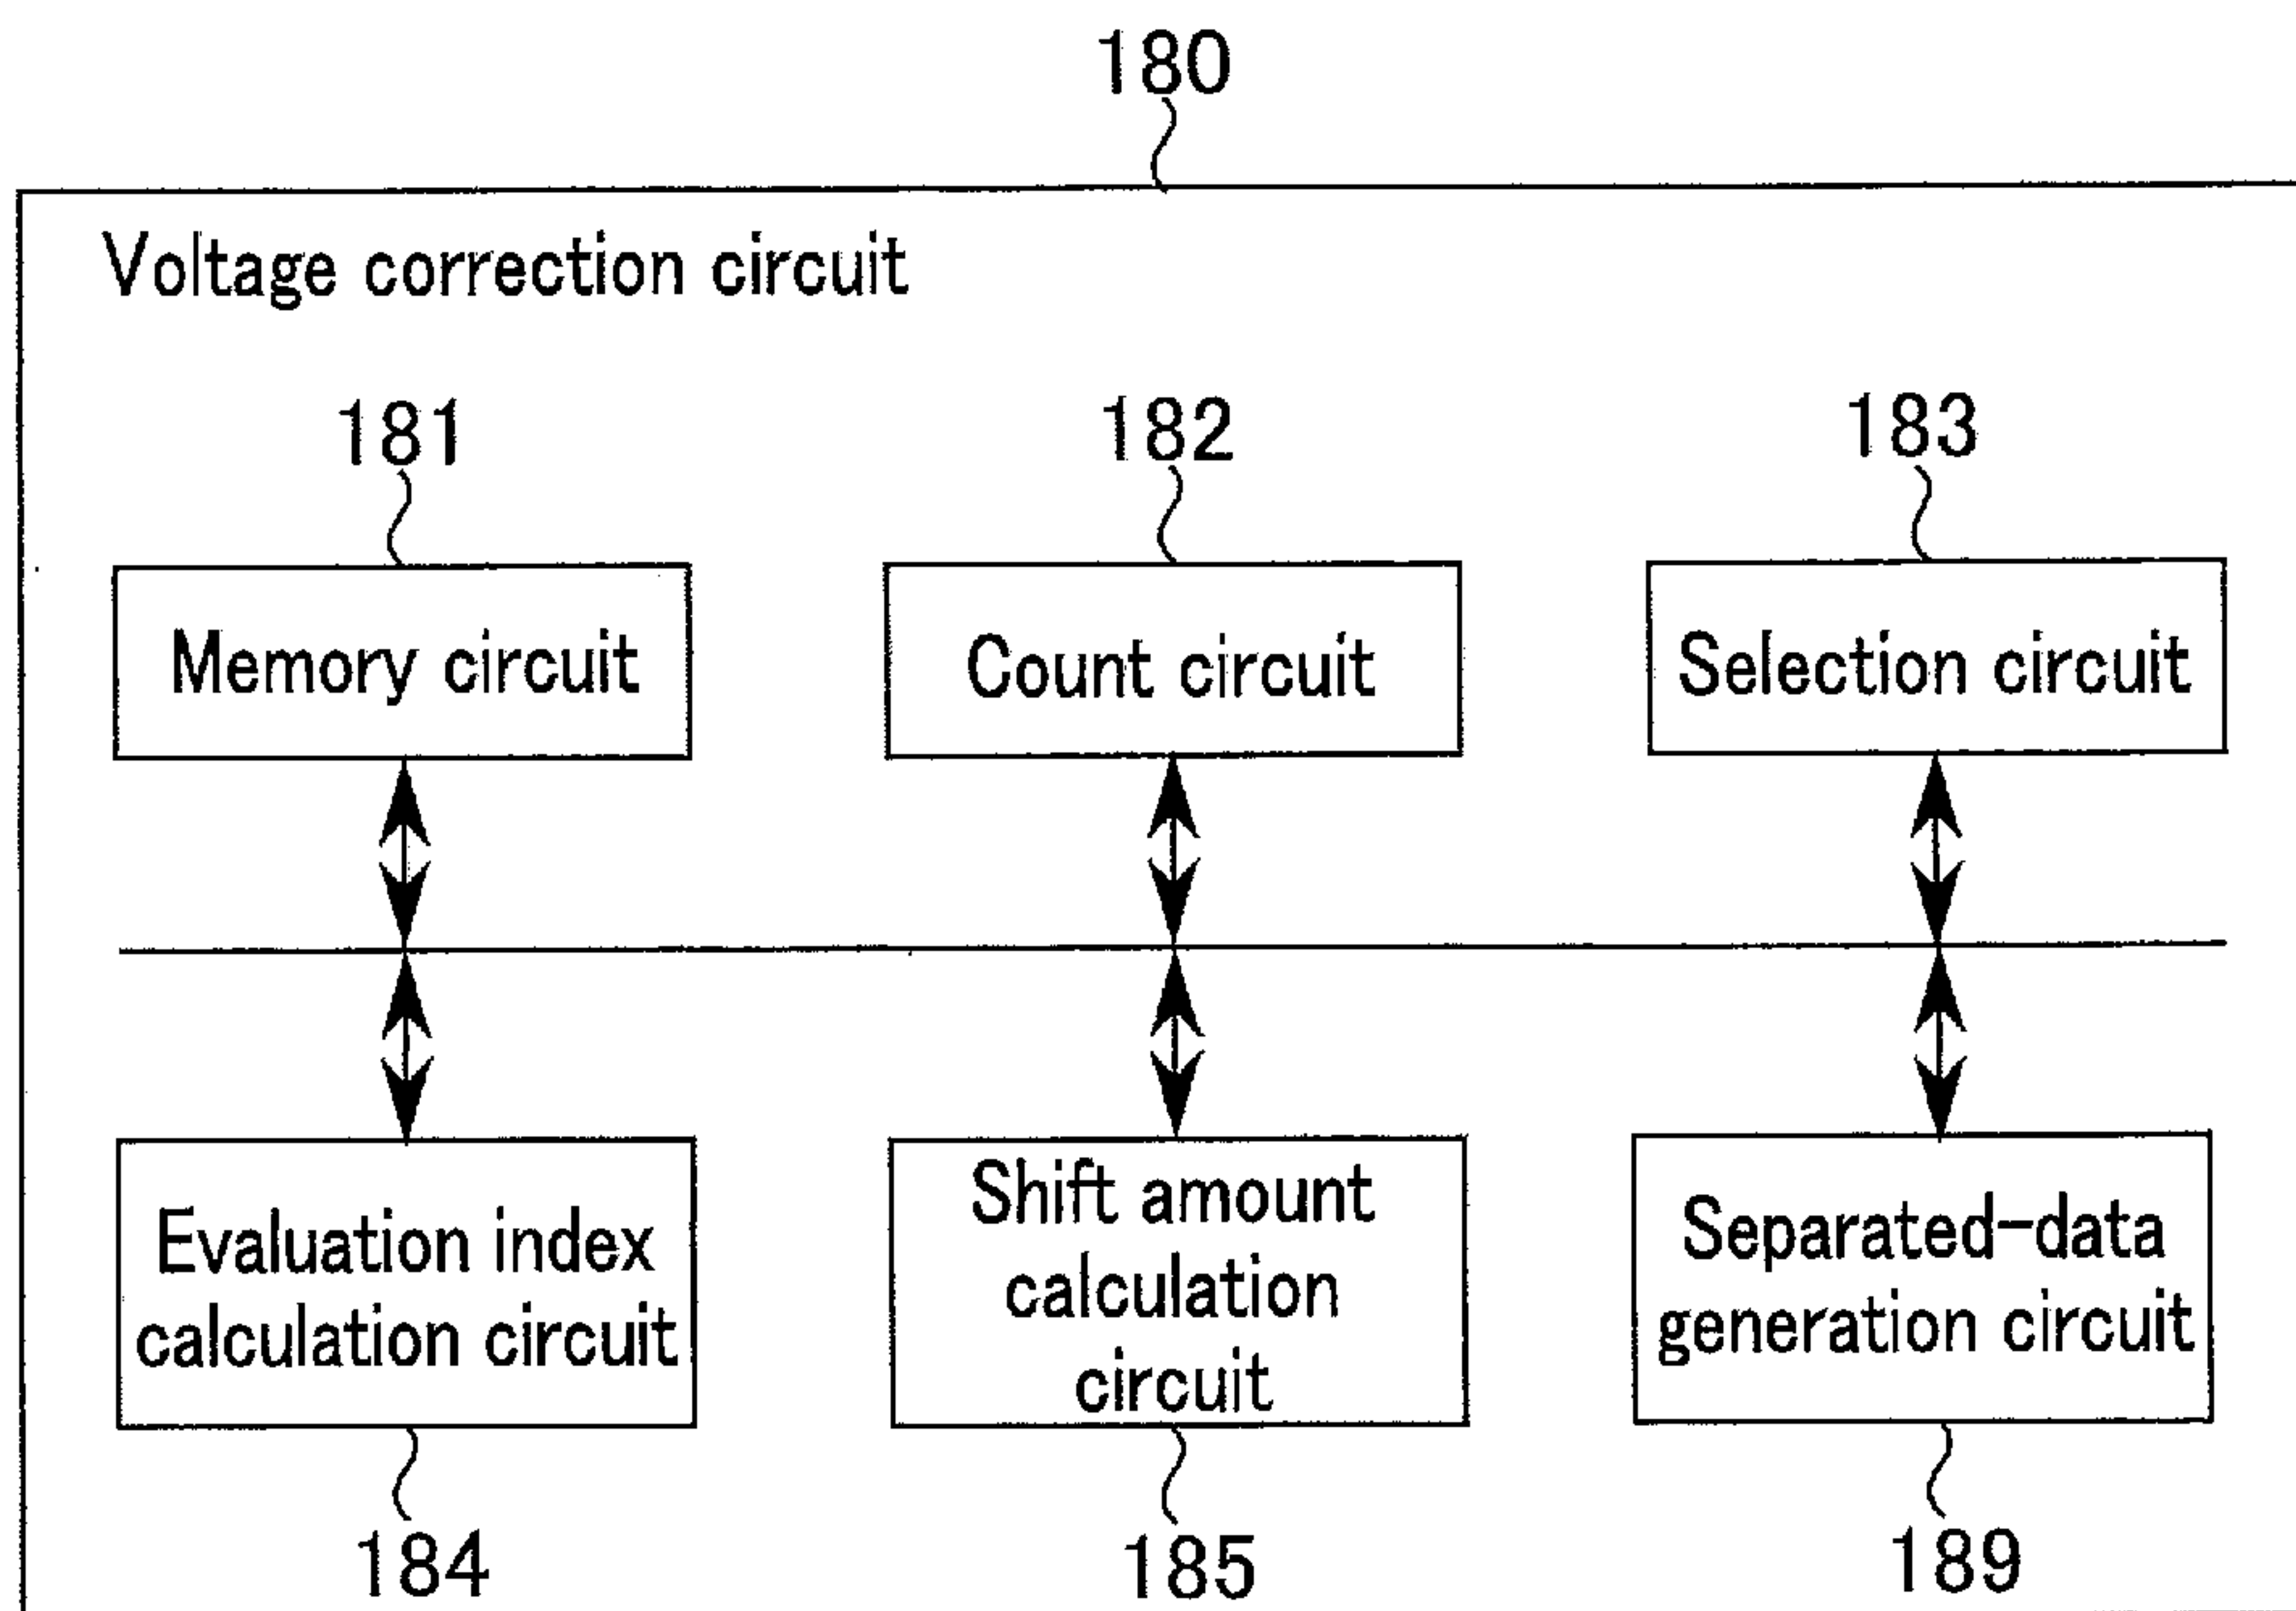 180
Voltage correction circuit
181
182
183
Memory circuit
Count circuit
Selection circuit
Evaluation index
calculation circuit
Shift amount
calculation
circuit
Separated-data
generation circuit
184
185
189